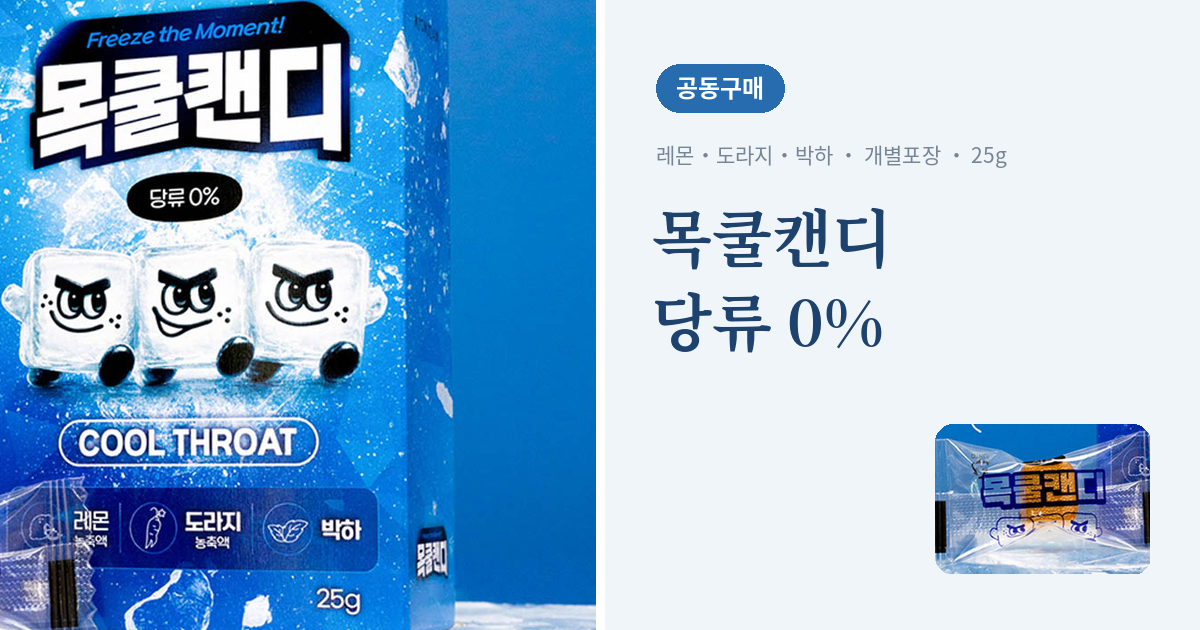 Freeze the Moment!
목쿨캔디
당류 0%
COOL THROAT
레몬
농축액
도라지
농축액
박하
25g
목쿨캔디
공동구매
레몬 • 도라지 • 박하 • 개별포장 • 25g
목쿨캔디
당류 0%
목쿨캔디